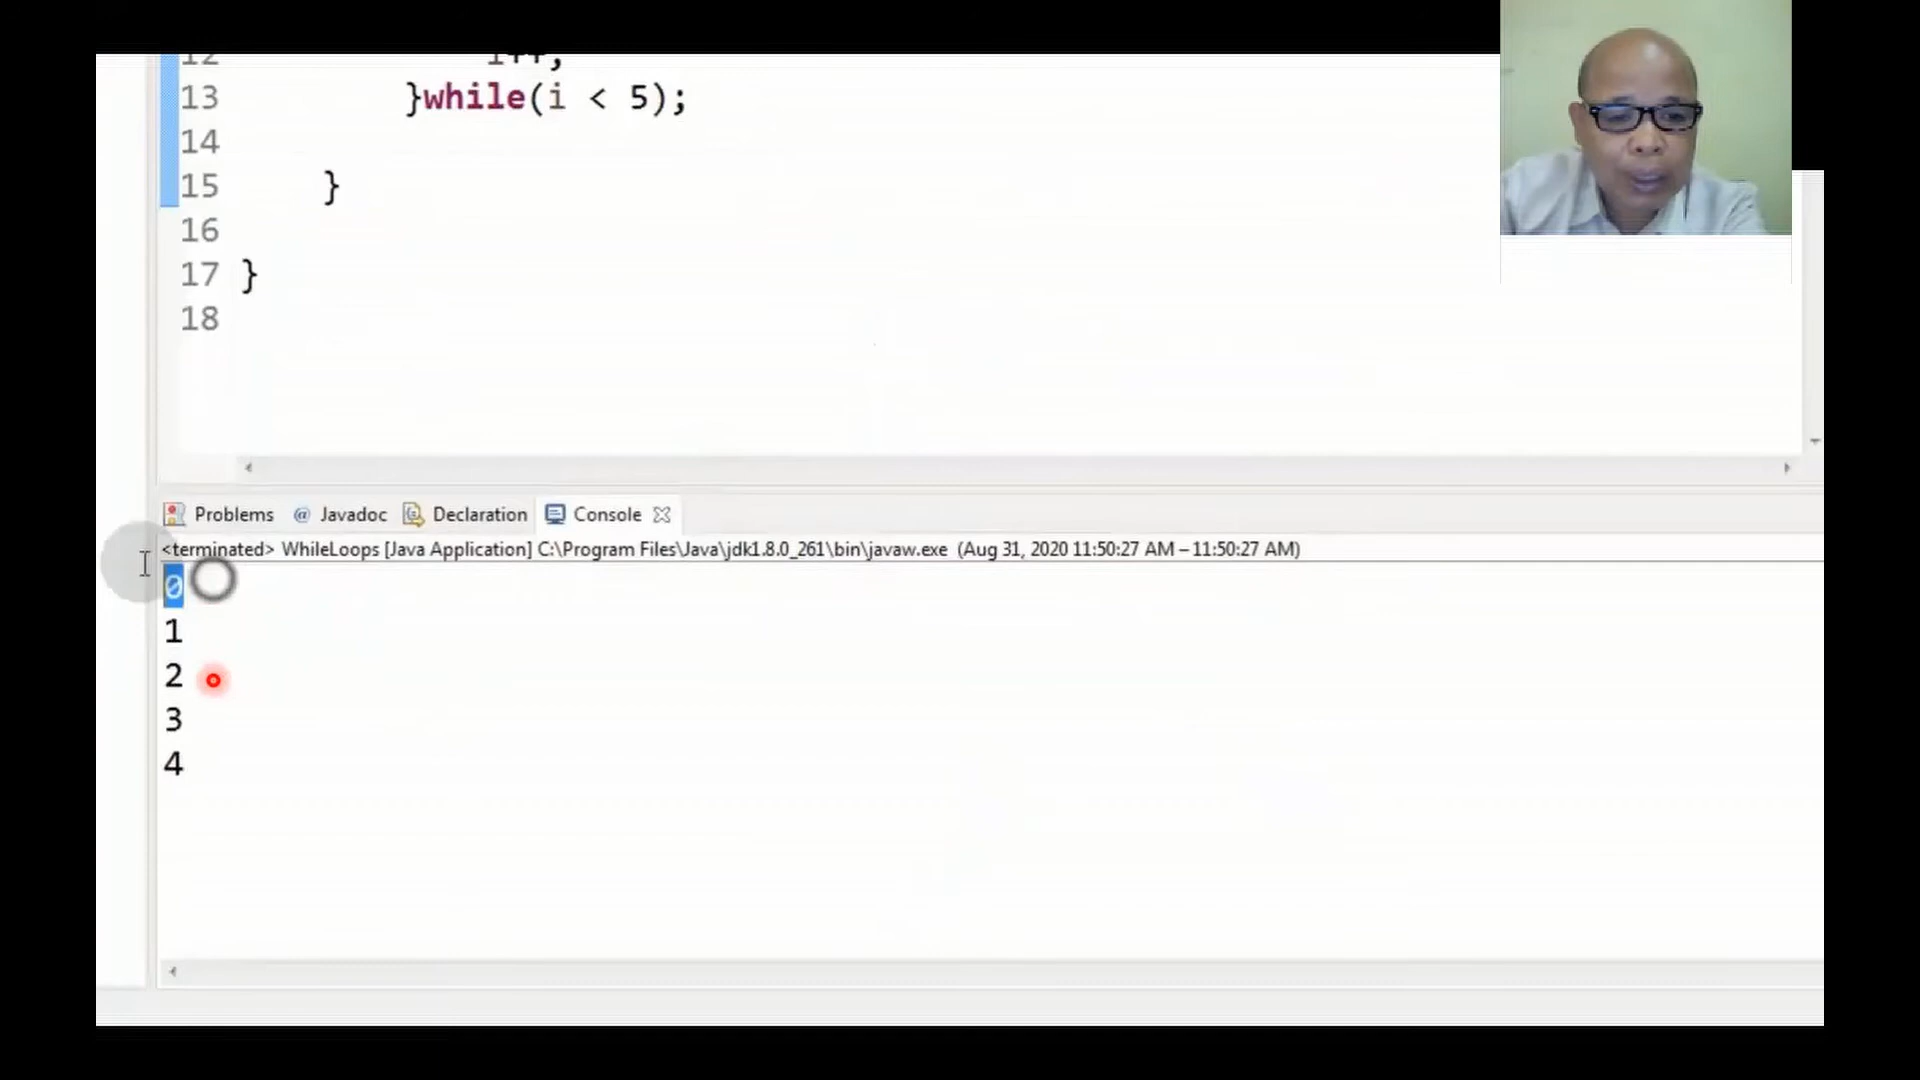 12 i++;
13 }while(i < 5);
14
15 }
16
17 }
18
Problems @ Javadoc Declaration Console
<terminated> WhileLoops [Java Application] C:\Program Files\Java\jdk1.8.0_261\bin\javaw.exe (Aug 31, 2020 11:50:27 AM – 11:50:27 AM)
0
1
2
3
4